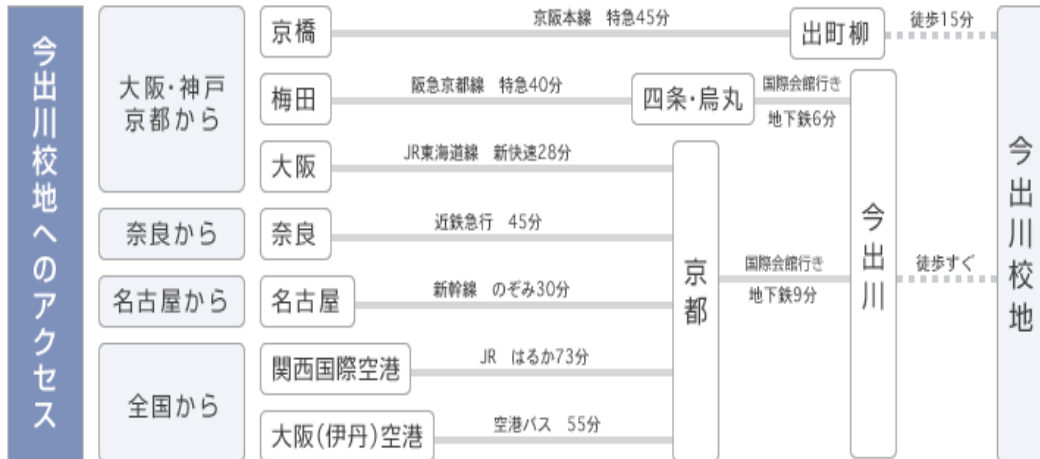 今出川校地へのアクセス
大阪・神戸
京都から
京橋
京阪本線 特急45分
出町柳
徒歩15分
梅田
阪急京都線 特急40分
四条・烏丸
国際会館行き
地下鉄6分
大阪
JR東海道線 新快速28分
奈良から
奈良
近鉄急行 45分
名古屋から
名古屋
新幹線 のぞみ30分
全国から
関西国際空港
JR はるか73分
大阪(伊丹)空港
空港バス 55分
京都
国際会館行き
地下鉄9分
今出川
徒歩すぐ
今出川校地